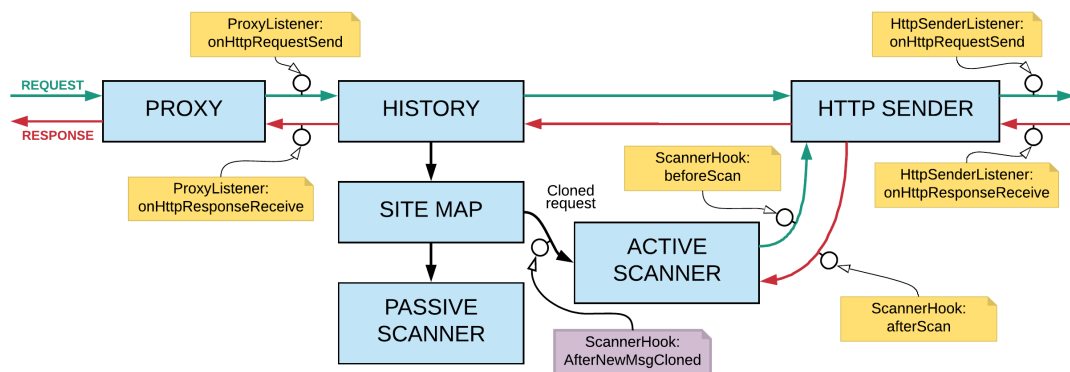 ProxyListener:
onHttpRequestSend
HttpSenderListener:
onHttpRequestSend
REQUEST
PROXY
HISTORY
HTTP SENDER
RESPONSE
ProxyListener:
onHttpResponseReceive
ScannerHook:
beforeScan
HttpSenderListener:
onHttpResponseReceive
SITE MAP
Cloned
request
ACTIVE
SCANNER
PASSIVE
SCANNER
ScannerHook:
afterScan
ScannerHook:
AfterNewMsgCloned